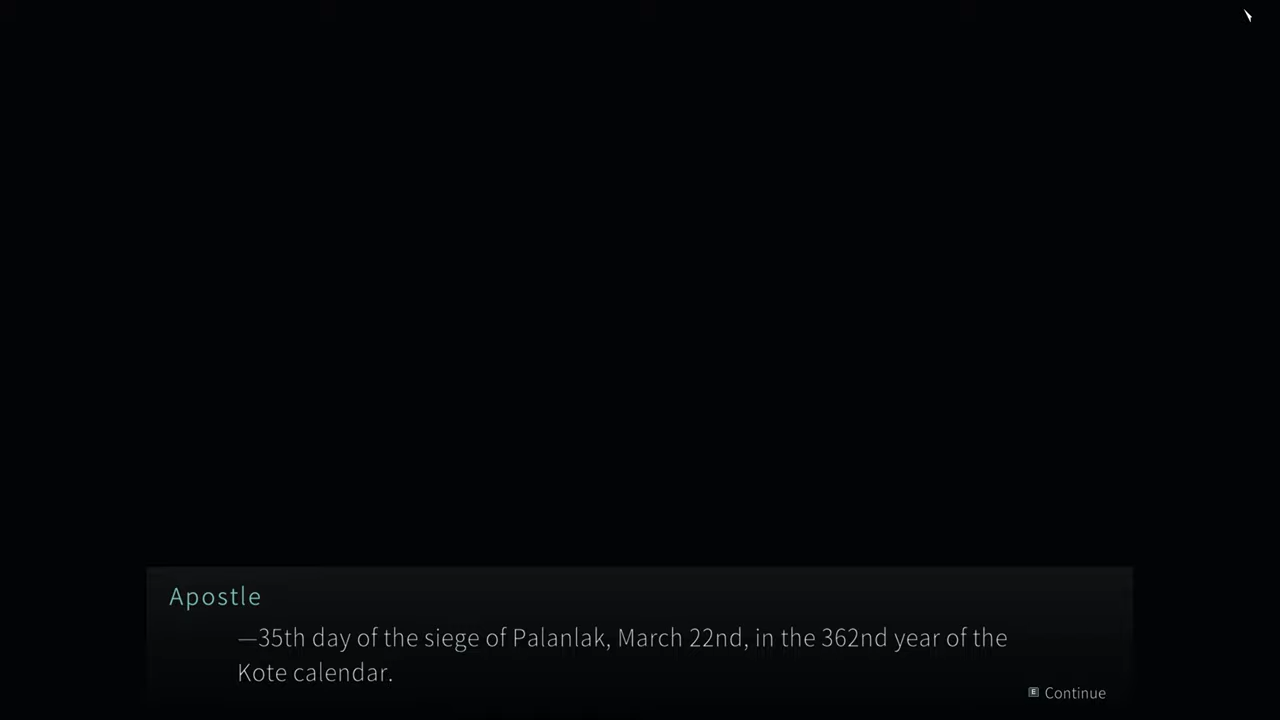 Apostle
—35th day of the siege of Palanlak, March 22nd, in the 362nd year of the
Kote calendar.
E Continue